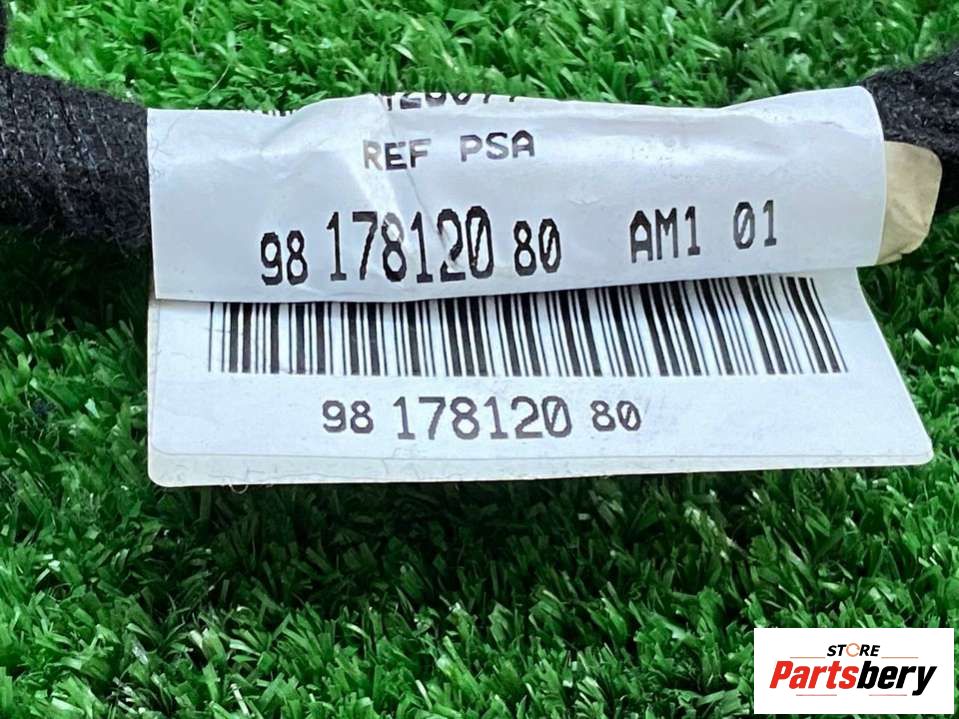 REF PSA
98 178120 80 AM1 01
98 178120 80
STORE
Partsbery